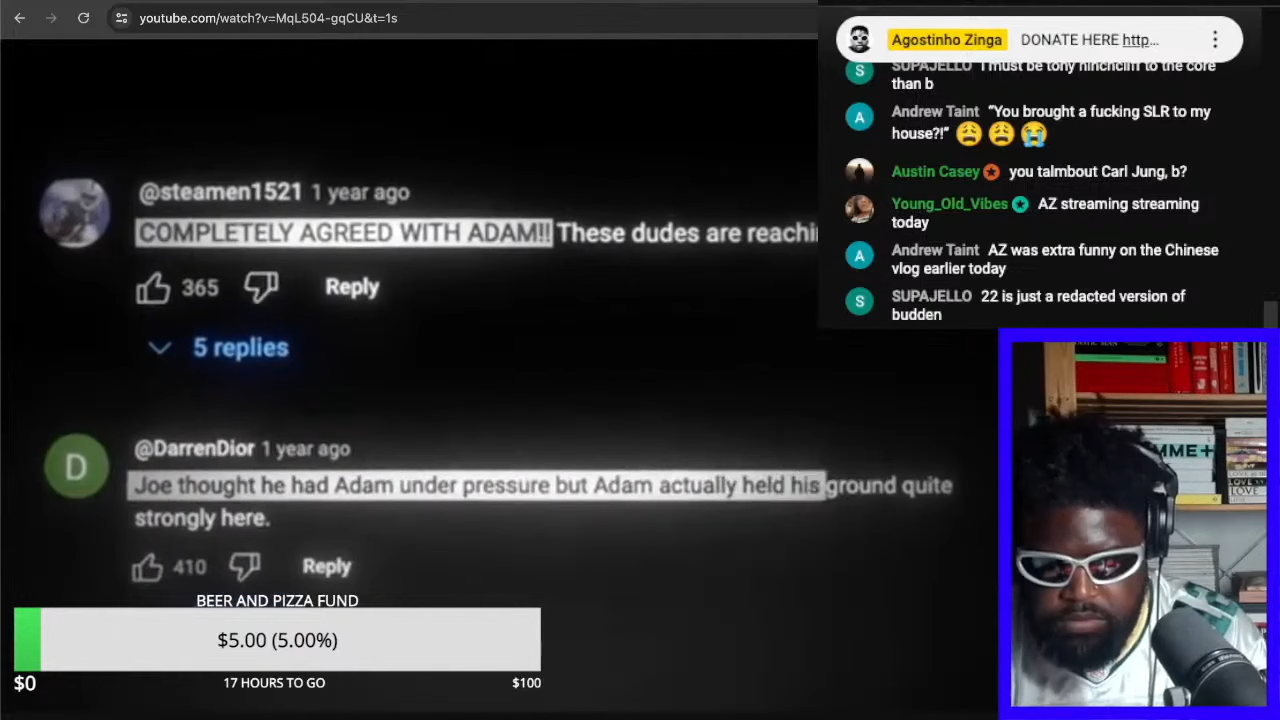 youtube.com/watch?v=MqL504-gqCU&t=1s
@steamen1521 1 year ago
COMPLETELY AGREED WITH ADAM!! These dudes are reachi
365 Reply
5 replies
D
@DarrenDior 1 year ago
Joe thought he had Adam under pressure but Adam actually held his ground quite
strongly here.
410 Reply
BEER AND PIZZA FUND
$5.00 (5.00%)
$0 17 HOURS TO GO $100
Agostinho Zinga DONATE HERE http...
S SUPAJELLO I must be tony hinchcliff to the core
than b
A Andrew Taint “You brought a fucking SLR to my
house?!” 😩 😩 😭
Austin Casey you talmbout Carl Jung, b?
Young_Old_Vibes AZ streaming streaming
today
A Andrew Taint AZ was extra funny on the Chinese
vlog earlier today
S SUPAJELLO 22 is just a redacted version of
budden